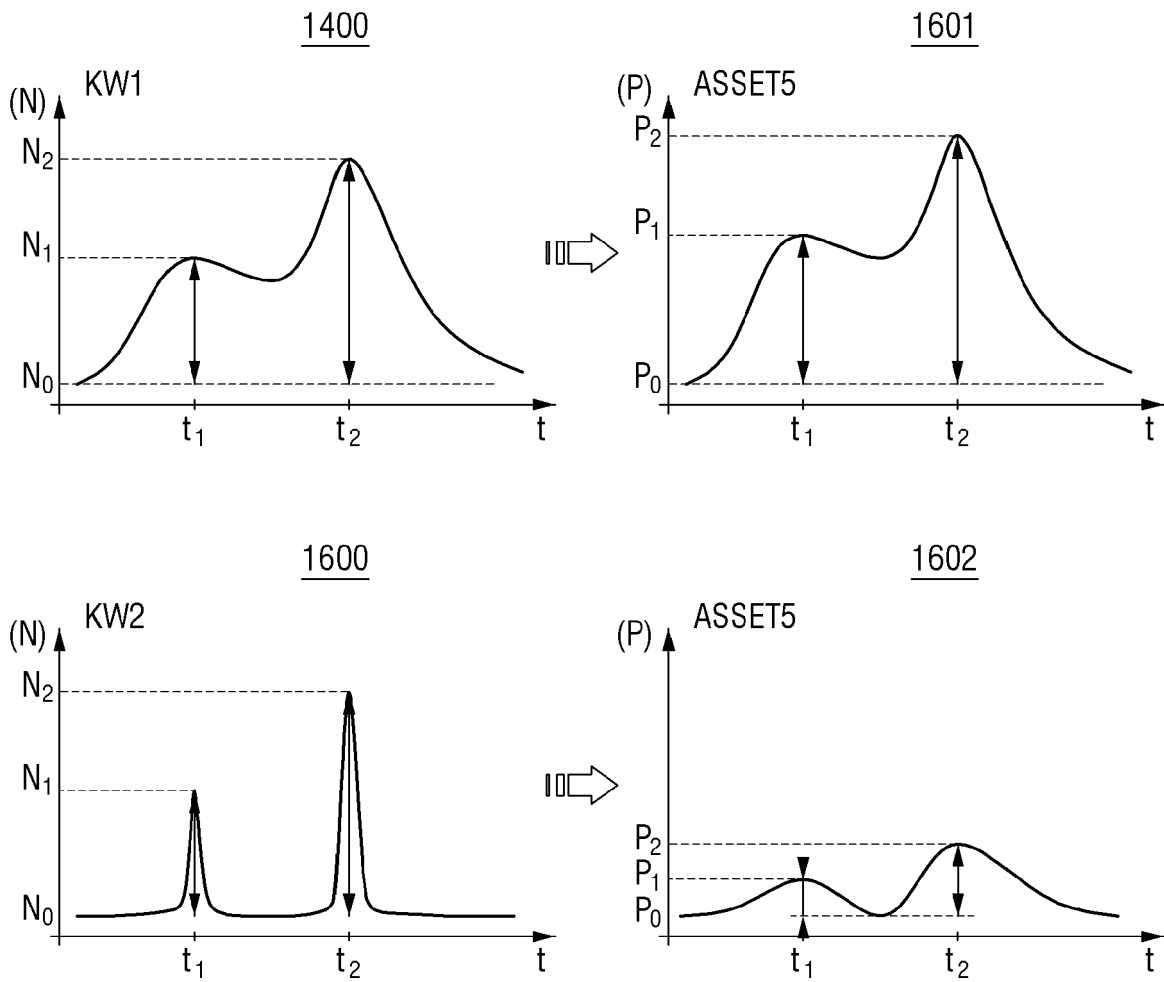 1400
(N) KW1
N2
N1
N0
t1 t2 t
1601
(P) ASSET5
P2
P1
P0
t1 t2 t
1600
(N) KW2
N2
N1
N0
t1 t2 t
1602
(P) ASSET5
P2
P1
P0
t1 t2 t